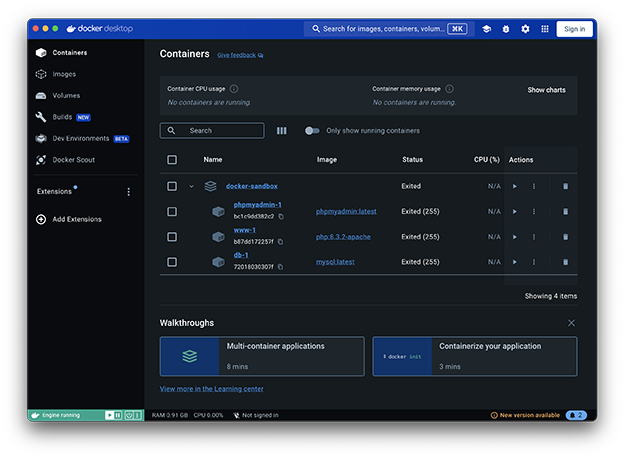 docker desktop
Search for images, containers, volum... ⌘K
Sign in
Containers
Images
Volumes
Builds NEW
Dev Environments BETA
Docker Scout
Extensions
Add Extensions
Containers Give feedback
Container CPU usage
No containers are running.
Container memory usage
No containers are running.
Show charts
Search
Only show running containers
Name Image Status CPU (%) Actions
docker-sandbox Exited N/A
phpmyadmin-1
bc1c9dd382c2
phpmyadmin:latest Exited (255) N/A
www-1
b87dd172257f
php:8.3.2-apache Exited (255) N/A
db-1
72018030307f
mysql:latest Exited (255) N/A
Showing 4 items
Walkthroughs
Multi-container applications
8 mins
$ docker init
Containerize your application
3 mins
View more in the Learning center
Engine running
RAM 0.91 GB CPU 0.00% Not signed in
New version available
2